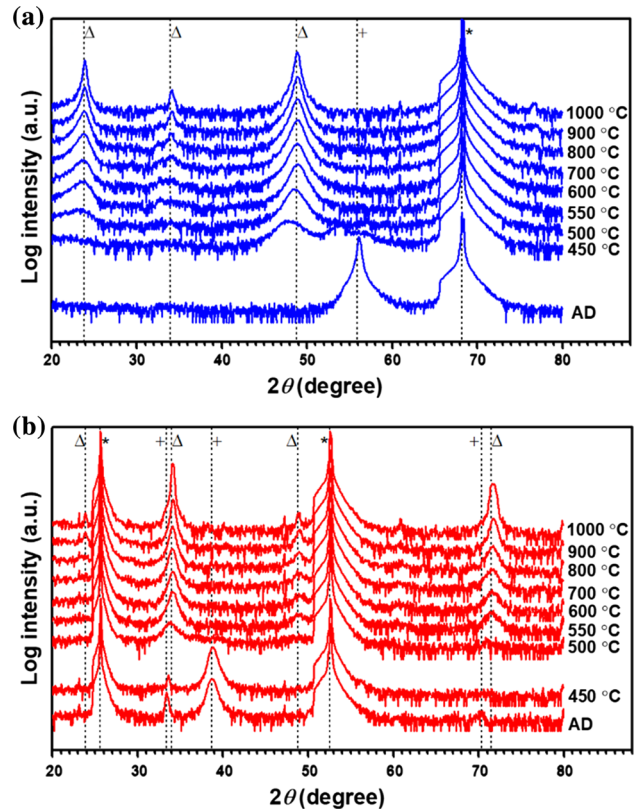 (a)
Δ Δ Δ + *
Log intensity (a.u.)
1000 °C
900 °C
800 °C
700 °C
600 °C
550 °C
500 °C
450 °C
AD
20 30 40 50 60 70 80
2θ (degree)
(b)
Δ * + Δ + Δ * + Δ
Log intensity (a.u.)
1000 °C
900 °C
800 °C
700 °C
600 °C
550 °C
500 °C
450 °C
AD
20 30 40 50 60 70 80
2θ (degree)